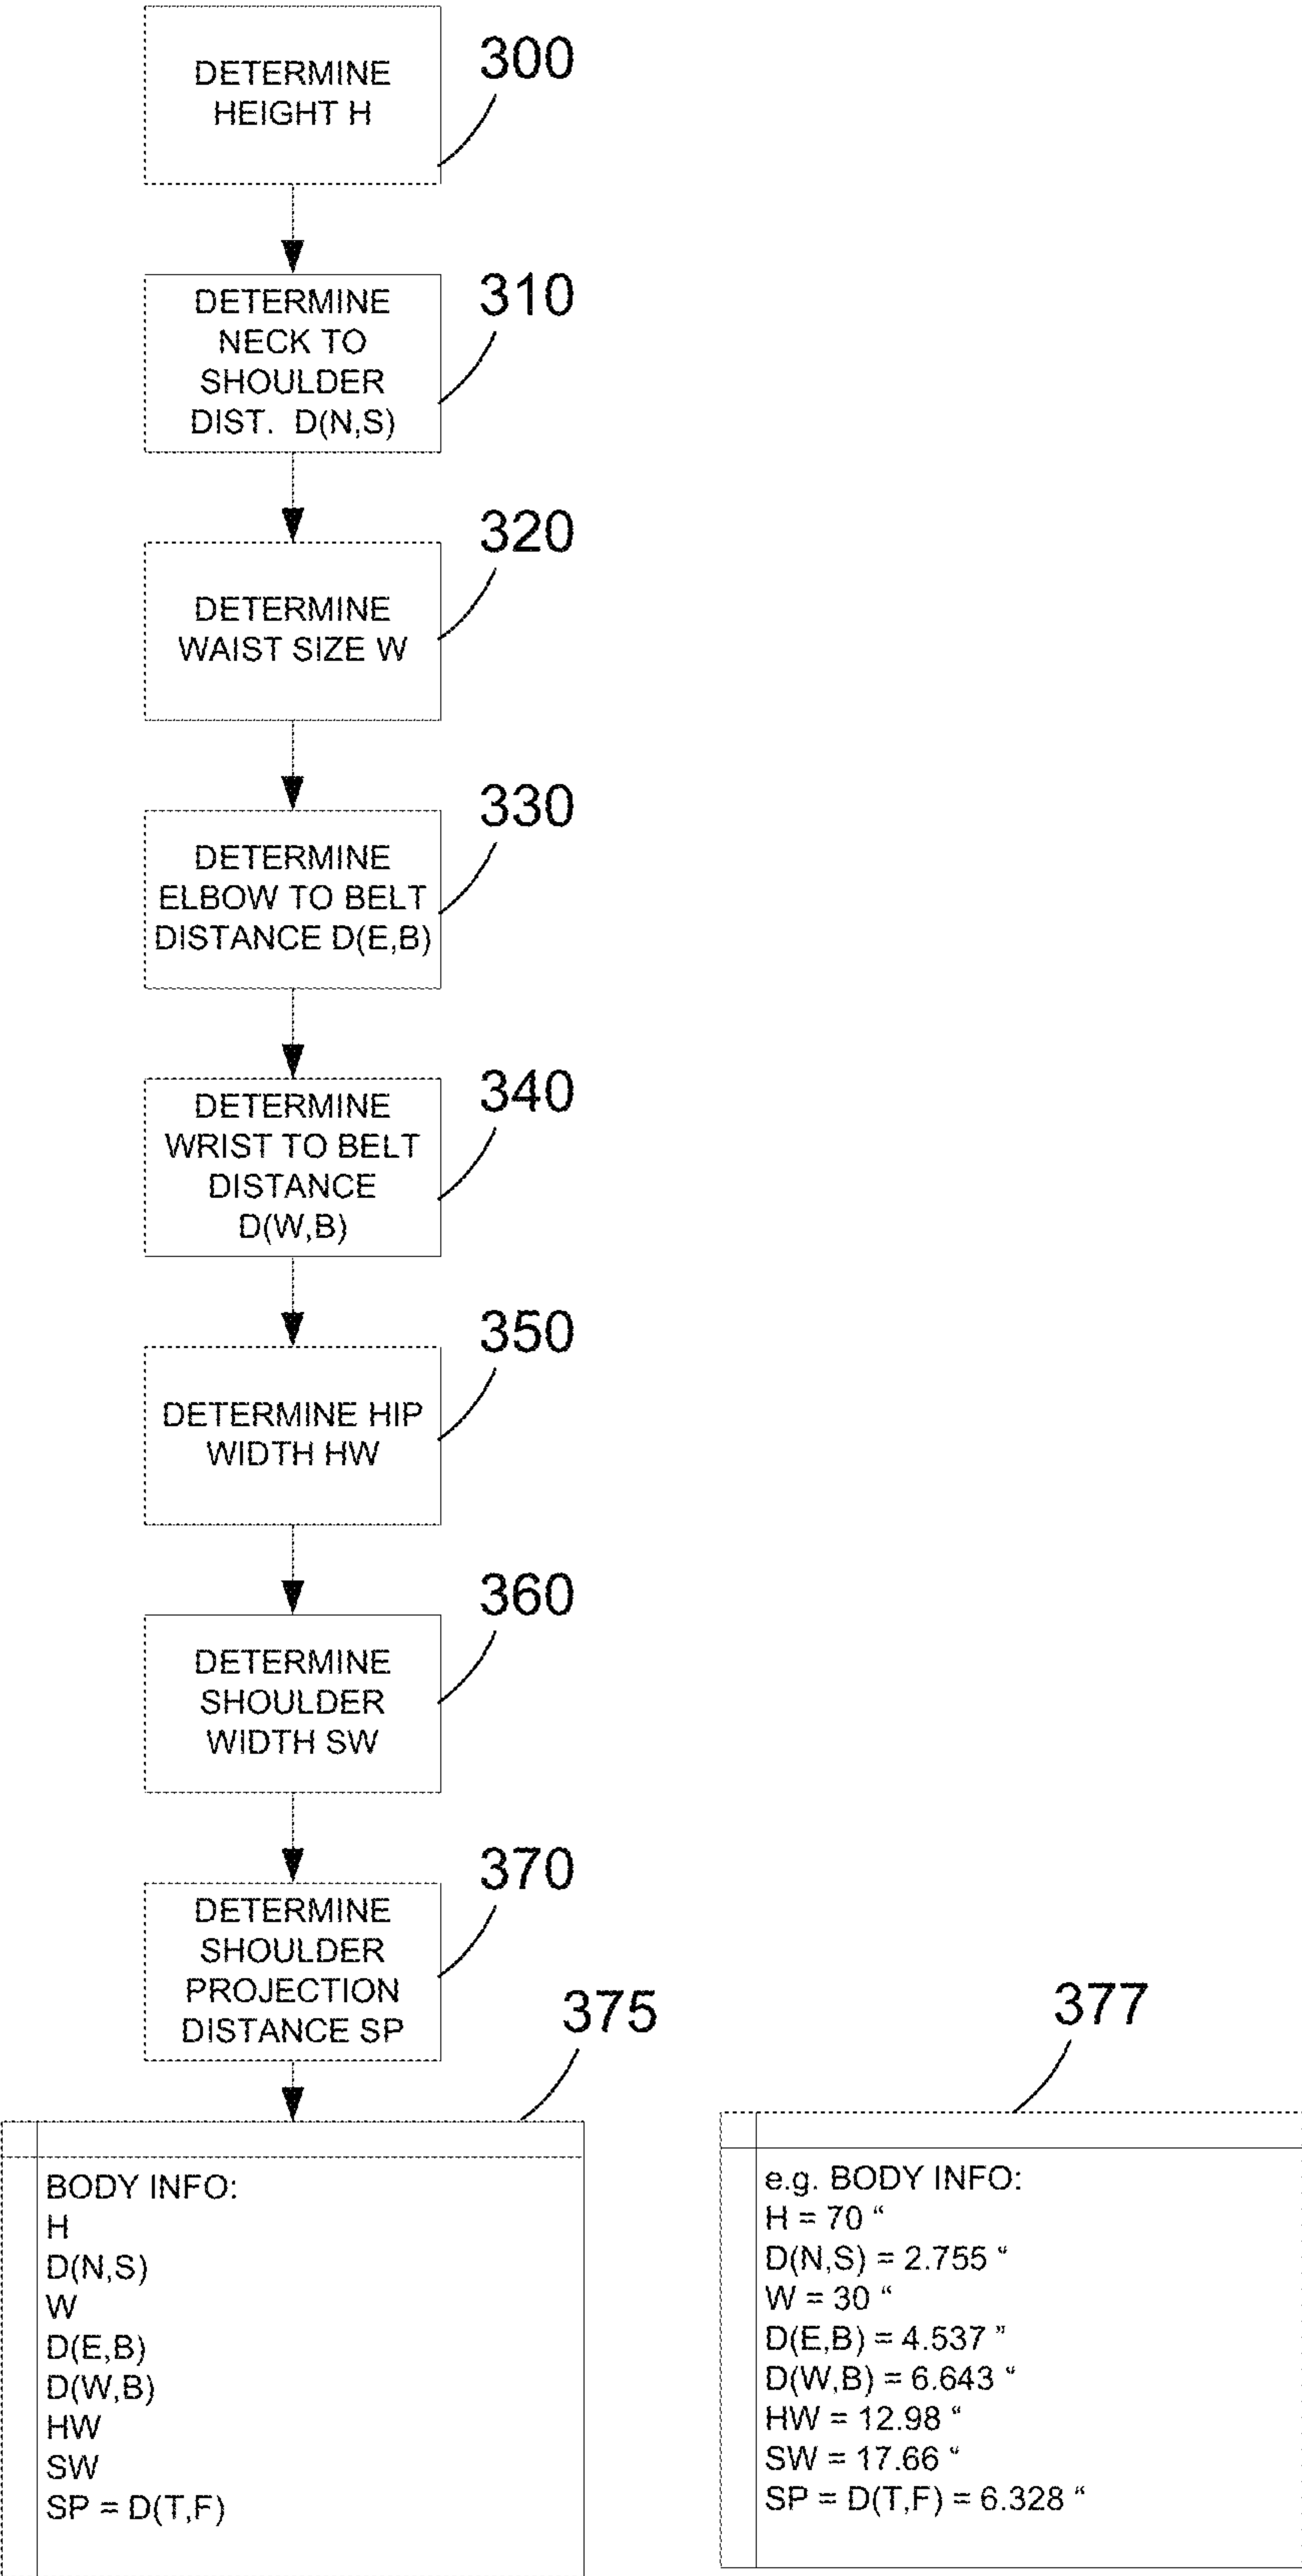 DETERMINE
HEIGHT H
300
DETERMINE
NECK TO
SHOULDER
DIST. D(N,S)
310
DETERMINE
WAIST SIZE W
320
DETERMINE
ELBOW TO BELT
DISTANCE D(E,B)
330
DETERMINE
WRIST TO BELT
DISTANCE
D(W,B)
340
DETERMINE HIP
WIDTH HW
350
DETERMINE
SHOULDER
WIDTH SW
360
DETERMINE
SHOULDER
PROJECTION
DISTANCE SP
370
375
BODY INFO:
H
D(N,S)
W
D(E,B)
D(W,B)
HW
SW
SP = D(T,F)
377
e.g. BODY INFO:
H = 70 “
D(N,S) = 2.755 “
W = 30 “
D(E,B) = 4.537 ”
D(W,B) = 6.643 “
HW = 12.98 “
SW = 17.66 “
SP = D(T,F) = 6.328 “